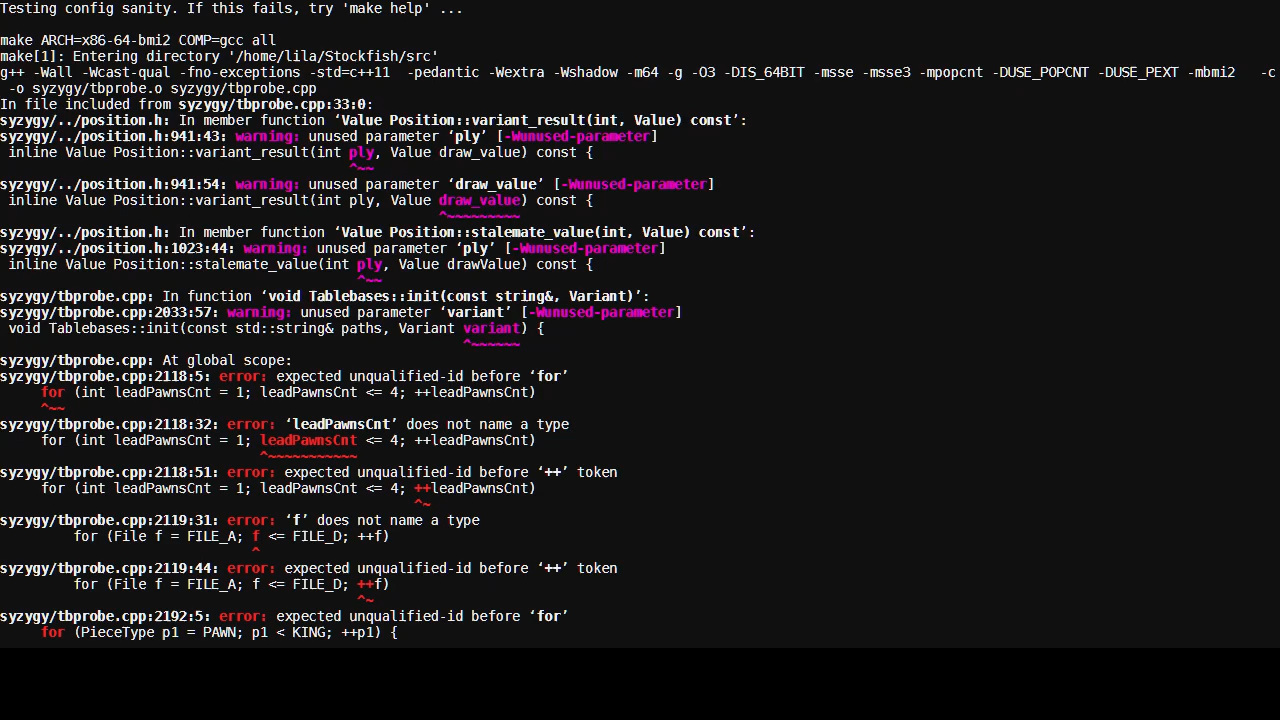 Testing config sanity. If this fails, try 'make help' ...
make ARCH=x86-64-bmi2 COMP=gcc all
make[1]: Entering directory '/home/lila/Stockfish/src'
g++ -Wall -Wcast-qual -fno-exceptions -std=c++11  -pedantic -Wextra -Wshadow -m64 -g -O3 -DIS_64BIT -msse -msse3 -mpopcnt -DUSE_POPCNT -DUSE_PEXT -mbmi2   -c
 -o syzygy/tbprobe.o syzygy/tbprobe.cpp
In file included from syzygy/tbprobe.cpp:33:0:
syzygy/../position.h: In member function ‘Value Position::variant_result(int, Value) const’:
syzygy/../position.h:941:43: warning: unused parameter ‘ply’ [-Wunused-parameter]
 inline Value Position::variant_result(int ply, Value draw_value) const {
                                           ^~~
syzygy/../position.h:941:54: warning: unused parameter ‘draw_value’ [-Wunused-parameter]
 inline Value Position::variant_result(int ply, Value draw_value) const {
                                                      ^~~~~~~~~~
syzygy/../position.h: In member function ‘Value Position::stalemate_value(int, Value) const’:
syzygy/../position.h:1023:44: warning: unused parameter ‘ply’ [-Wunused-parameter]
 inline Value Position::stalemate_value(int ply, Value drawValue) const {
                                            ^~~
syzygy/tbprobe.cpp: In function ‘void Tablebases::init(const string&, Variant)’:
syzygy/tbprobe.cpp:2033:57: warning: unused parameter ‘variant’ [-Wunused-parameter]
 void Tablebases::init(const std::string& paths, Variant variant) {
                                                         ^~~~~~~
syzygy/tbprobe.cpp: At global scope:
syzygy/tbprobe.cpp:2118:5: error: expected unqualified-id before ‘for’
     for (int leadPawnsCnt = 1; leadPawnsCnt <= 4; ++leadPawnsCnt)
     ^~~
syzygy/tbprobe.cpp:2118:32: error: ‘leadPawnsCnt’ does not name a type
     for (int leadPawnsCnt = 1; leadPawnsCnt <= 4; ++leadPawnsCnt)
                                ^~~~~~~~~~~~
syzygy/tbprobe.cpp:2118:51: error: expected unqualified-id before ‘++’ token
     for (int leadPawnsCnt = 1; leadPawnsCnt <= 4; ++leadPawnsCnt)
                                                   ^~
syzygy/tbprobe.cpp:2119:31: error: ‘f’ does not name a type
         for (File f = FILE_A; f <= FILE_D; ++f)
                               ^
syzygy/tbprobe.cpp:2119:44: error: expected unqualified-id before ‘++’ token
         for (File f = FILE_A; f <= FILE_D; ++f)
                                            ^~
syzygy/tbprobe.cpp:2192:5: error: expected unqualified-id before ‘for’
     for (PieceType p1 = PAWN; p1 < KING; ++p1) {